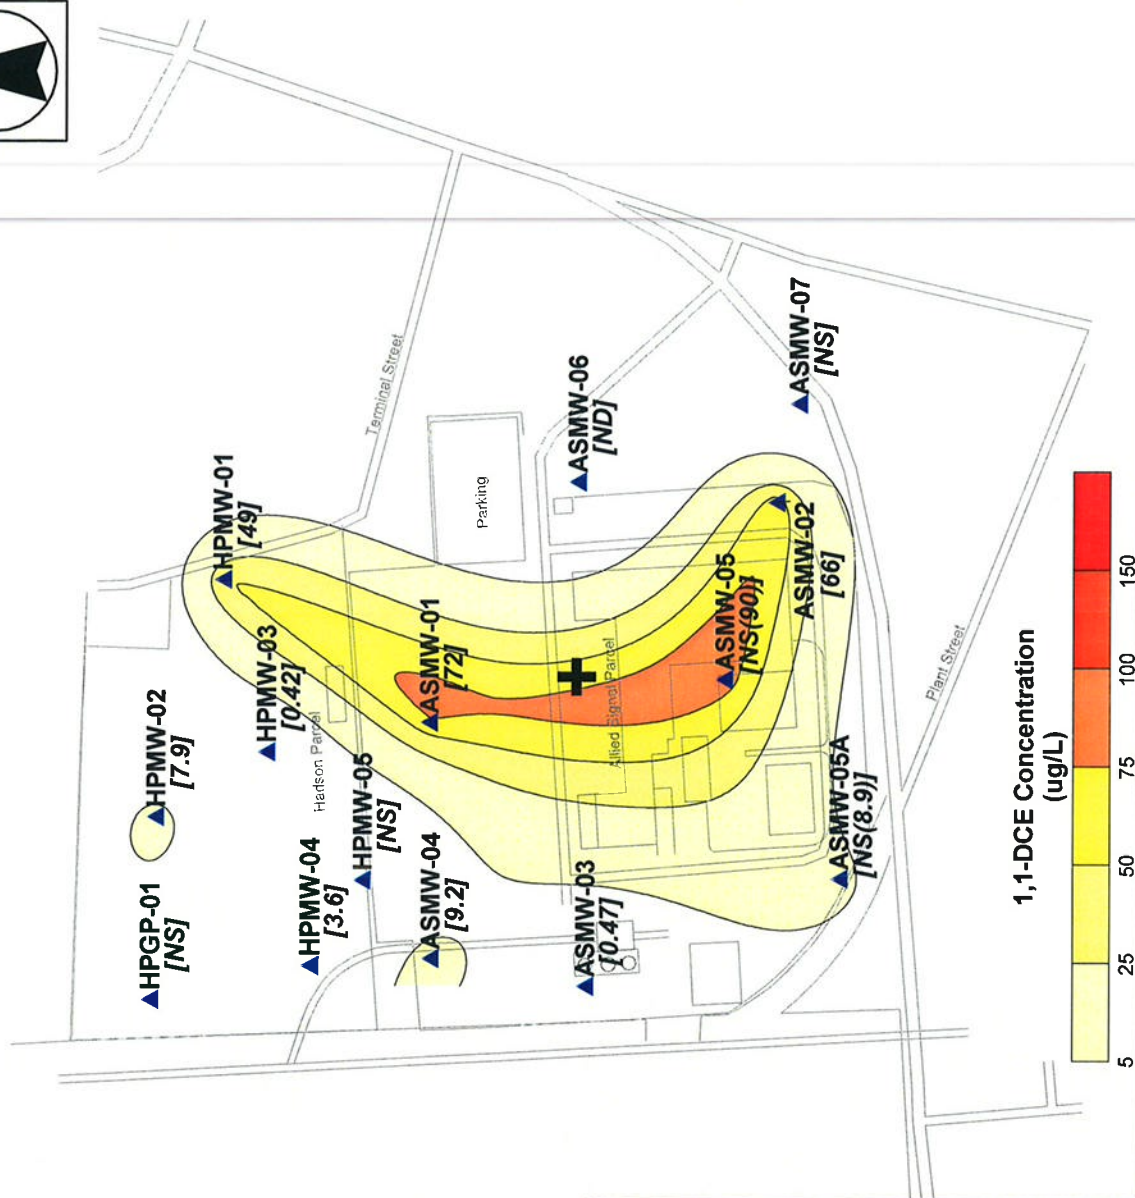 HPGP-01
[NS]
HPMW-02
[7.9]
HPMW-01
[49]
HPMW-03
[0.42]
HPMW-04
[3.6]
Hadson Parcel
HPMW-05
[NS]
Terminal Street
ASMW-04
[9.2]
ASMW-01
[72]
Parking
ASMW-03
[0.47]
ASMW-06
[ND]
Allied Signal Parcel
ASMW-05
[NS(90)]
ASMW-02
[66]
ASMW-07
[NS]
ASMW-05A
[NS(8.9)]
Plant Street
1,1-DCE Concentration
(ug/L)
5 25 50 75 100 150